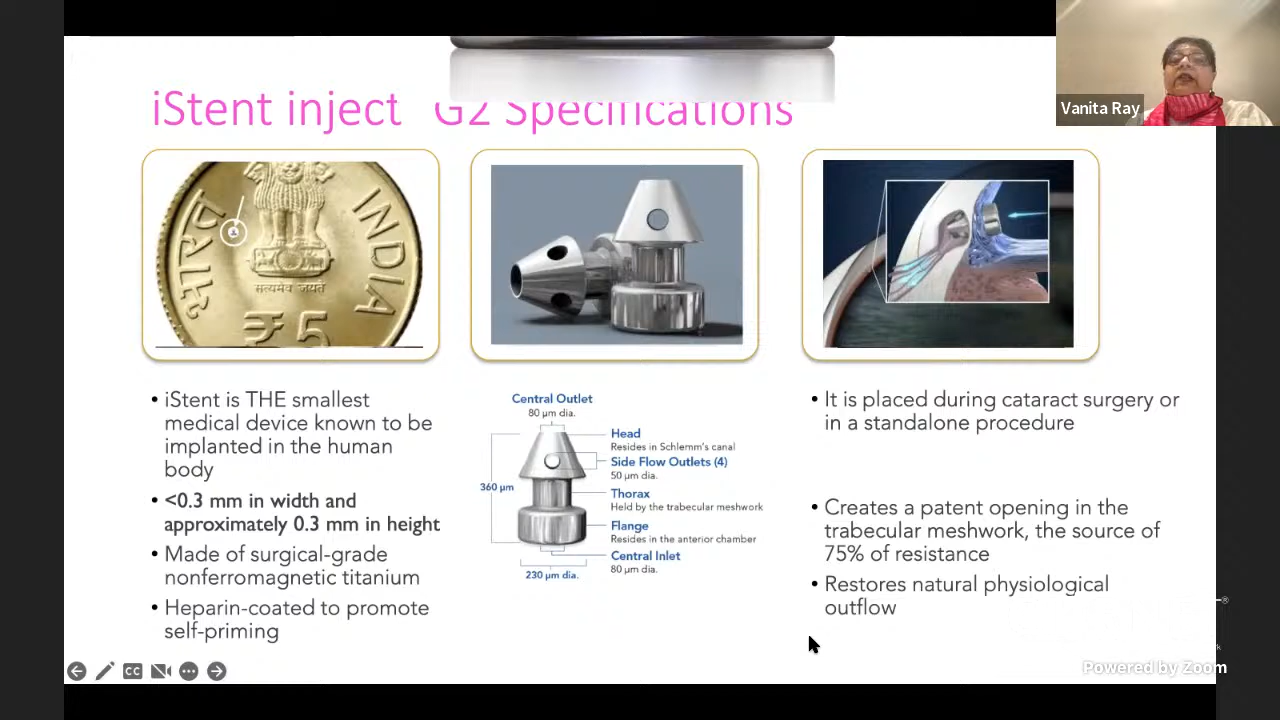 Vanita Ray
iStent inject G2 Specifications
भारत
INDIA
सत्यमेव जयते
₹ 5
iStent is THE smallest
medical device known to be
implanted in the human
body
<0.3 mm in width and
approximately 0.3 mm in height
Made of surgical-grade
nonferromagnetic titanium
Heparin-coated to promote
self-priming
Central Outlet
80 µm dia.
Head
Resides in Schlemm's canal
Side Flow Outlets (4)
50 µm dia.
360 µm
Thorax
Held by the trabecular meshwork
Flange
Resides in the anterior chamber
Central Inlet
80 µm dia.
230 µm dia.
It is placed during cataract surgery or
in a standalone procedure
Creates a patent opening in the
trabecular meshwork, the source of
75% of resistance
Restores natural physiological
outflow
®
CC
Powered by Zoom